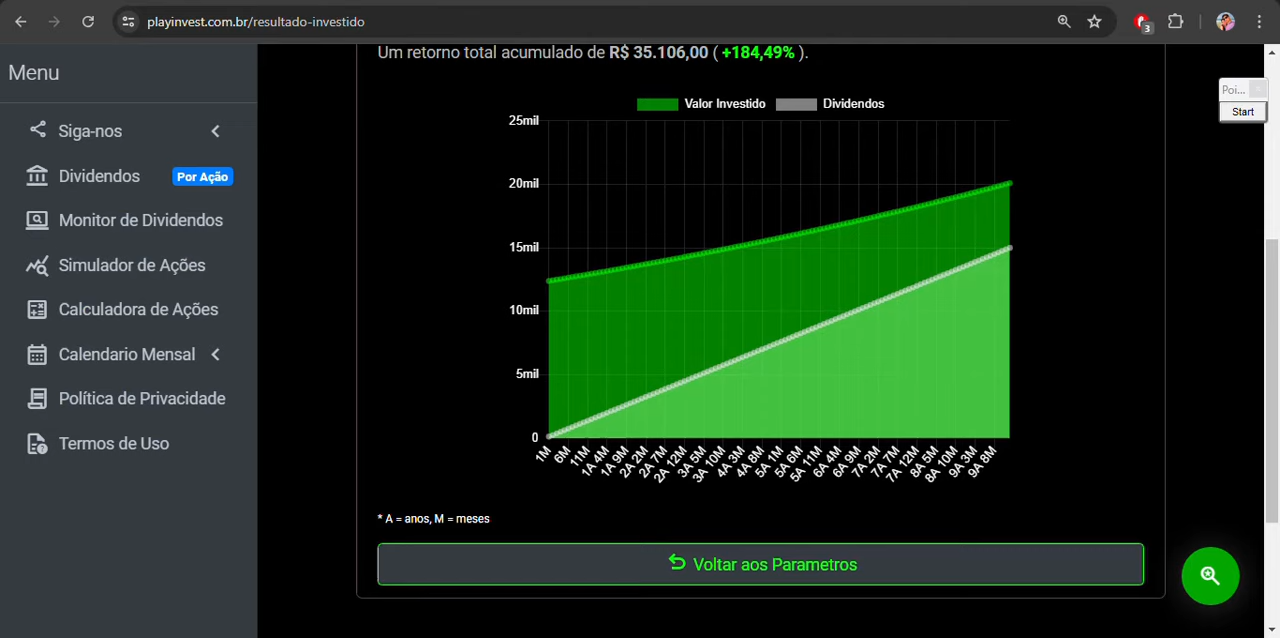 playinvest.com.br/resultado-investido
3
Menu
Siga-nos
Dividendos Por Ação
Monitor de Dividendos
Simulador de Ações
Calculadora de Ações
Calendario Mensal
Política de Privacidade
Termos de Uso
Um retorno total acumulado de R$ 35.106,00 ( +184,49% ).
Poi...
Start
Valor Investido Dividendos
25mil
20mil
15mil
10mil
5mil
0
1M 6M 11M 1A 4M 1A 9M 2A 2M 2A 7M 2A 12M 3A 5M 3A 10M 4A 3M 4A 8M 5A 1M 5A 6M 5A 11M 6A 4M 6A 9M 7A 2M 7A 7M 7A 12M 8A 5M 8A 10M 9A 3M 9A 8M
* A = anos, M = meses
Voltar aos Parametros